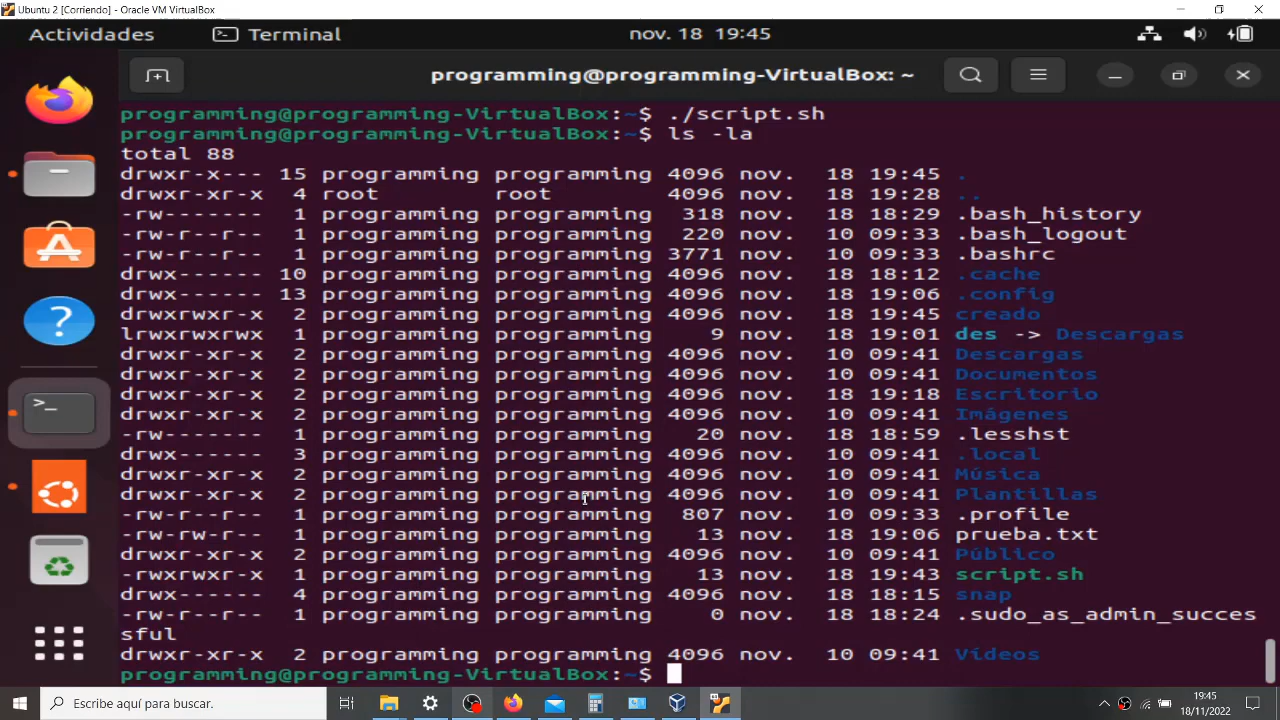 Ubuntu 2 [Corriendo] - Oracle VM VirtualBox
Actividades Terminal nov. 18 19:45
programming@programming-VirtualBox: ~
programming@programming-VirtualBox:~$ ./script.sh
programming@programming-VirtualBox:~$ ls -la
total 88
drwxr-x--- 15 programming programming 4096 nov. 18 19:45 .
drwxr-xr-x 4 root root 4096 nov. 18 19:28 ..
-rw------- 1 programming programming 318 nov. 18 18:29 .bash_history
-rw-r--r-- 1 programming programming 220 nov. 10 09:33 .bash_logout
-rw-r--r-- 1 programming programming 3771 nov. 10 09:33 .bashrc
drwx------ 10 programming programming 4096 nov. 18 18:12 .cache
drwx------ 13 programming programming 4096 nov. 18 19:06 .config
drwxrwxr-x 2 programming programming 4096 nov. 18 19:45 creado
lrwxrwxrwx 1 programming programming 9 nov. 18 19:01 des -> Descargas
drwxr-xr-x 2 programming programming 4096 nov. 10 09:41 Descargas
drwxr-xr-x 2 programming programming 4096 nov. 10 09:41 Documentos
drwxr-xr-x 2 programming programming 4096 nov. 18 19:18 Escritorio
drwxr-xr-x 2 programming programming 4096 nov. 10 09:41 Imágenes
-rw------- 1 programming programming 20 nov. 18 18:59 .lesshst
drwx------ 3 programming programming 4096 nov. 10 09:41 .local
drwxr-xr-x 2 programming programming 4096 nov. 10 09:41 Música
drwxr-xr-x 2 programming programming 4096 nov. 10 09:41 Plantillas
-rw-r--r-- 1 programming programming 807 nov. 10 09:33 .profile
-rw-rw-r-- 1 programming programming 13 nov. 18 19:06 prueba.txt
drwxr-xr-x 2 programming programming 4096 nov. 10 09:41 Público
-rwxrwxr-x 1 programming programming 13 nov. 18 19:43 script.sh
drwx------ 4 programming programming 4096 nov. 18 18:15 snap
-rw-r--r-- 1 programming programming 0 nov. 18 18:24 .sudo_as_admin_succes
sful
drwxr-xr-x 2 programming programming 4096 nov. 10 09:41 Vídeos
programming@programming-VirtualBox:~$
Escribe aquí para buscar.
19:45
18/11/2022